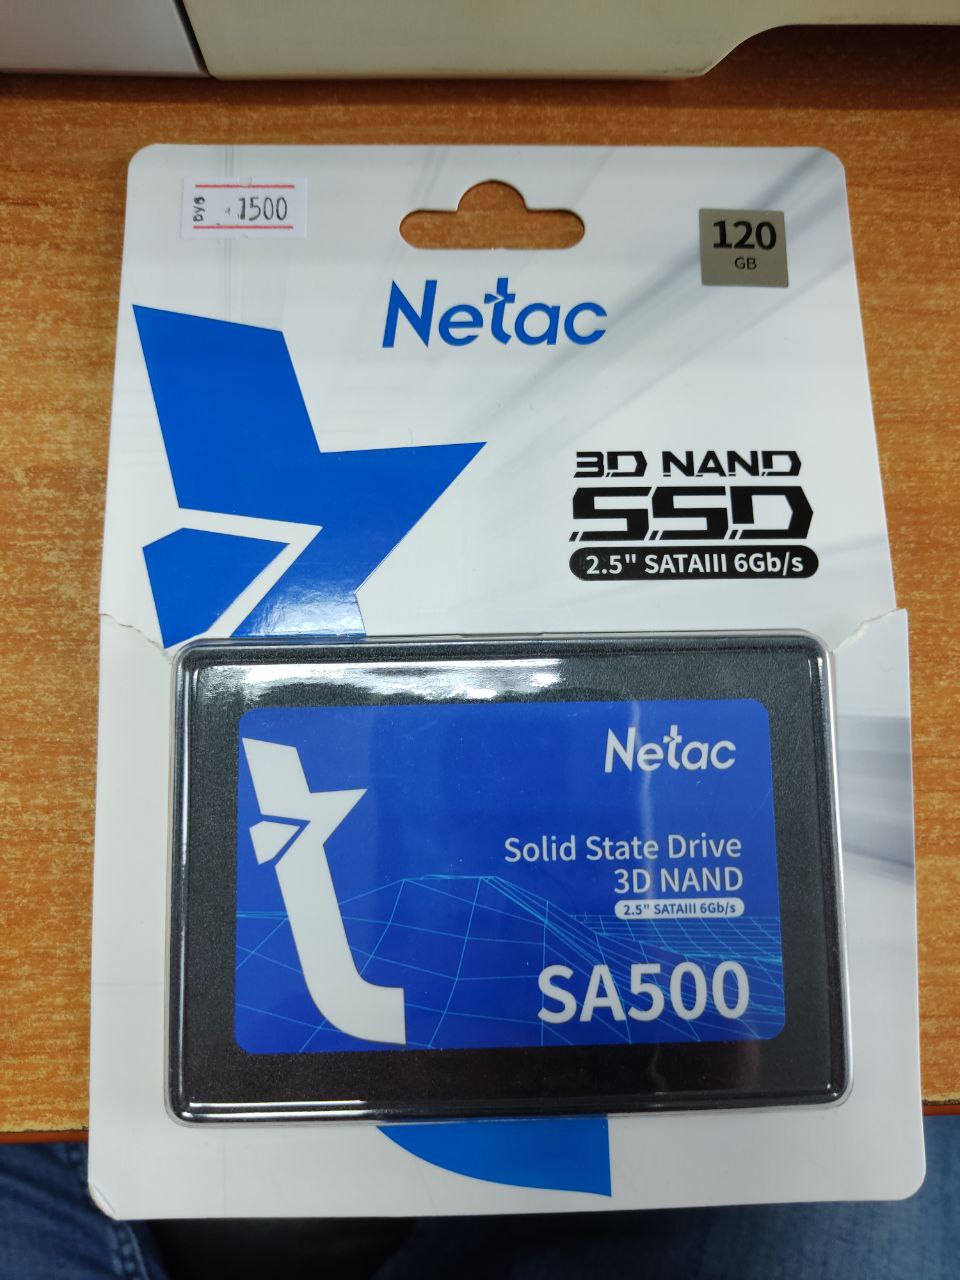 DYB
1500
120
GB
Netac
3D NAND
SSD
2.5" SATAIII 6Gb/s
Netac
Solid State Drive
3D NAND
2.5" SATAIII 6Gb/s
SA500